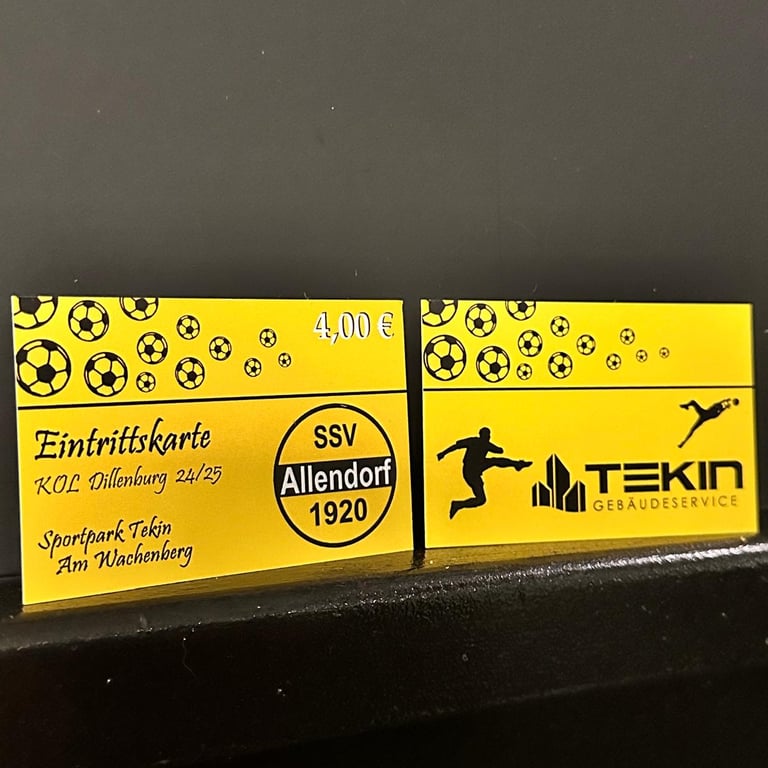 4,00 €
Eintrittskarte
KOL Dillenburg 24/25
Sportpark Tekin
Am Wachenberg
SSV
Allendorf
1920
TEKIN
GEBÄUDESERVICE